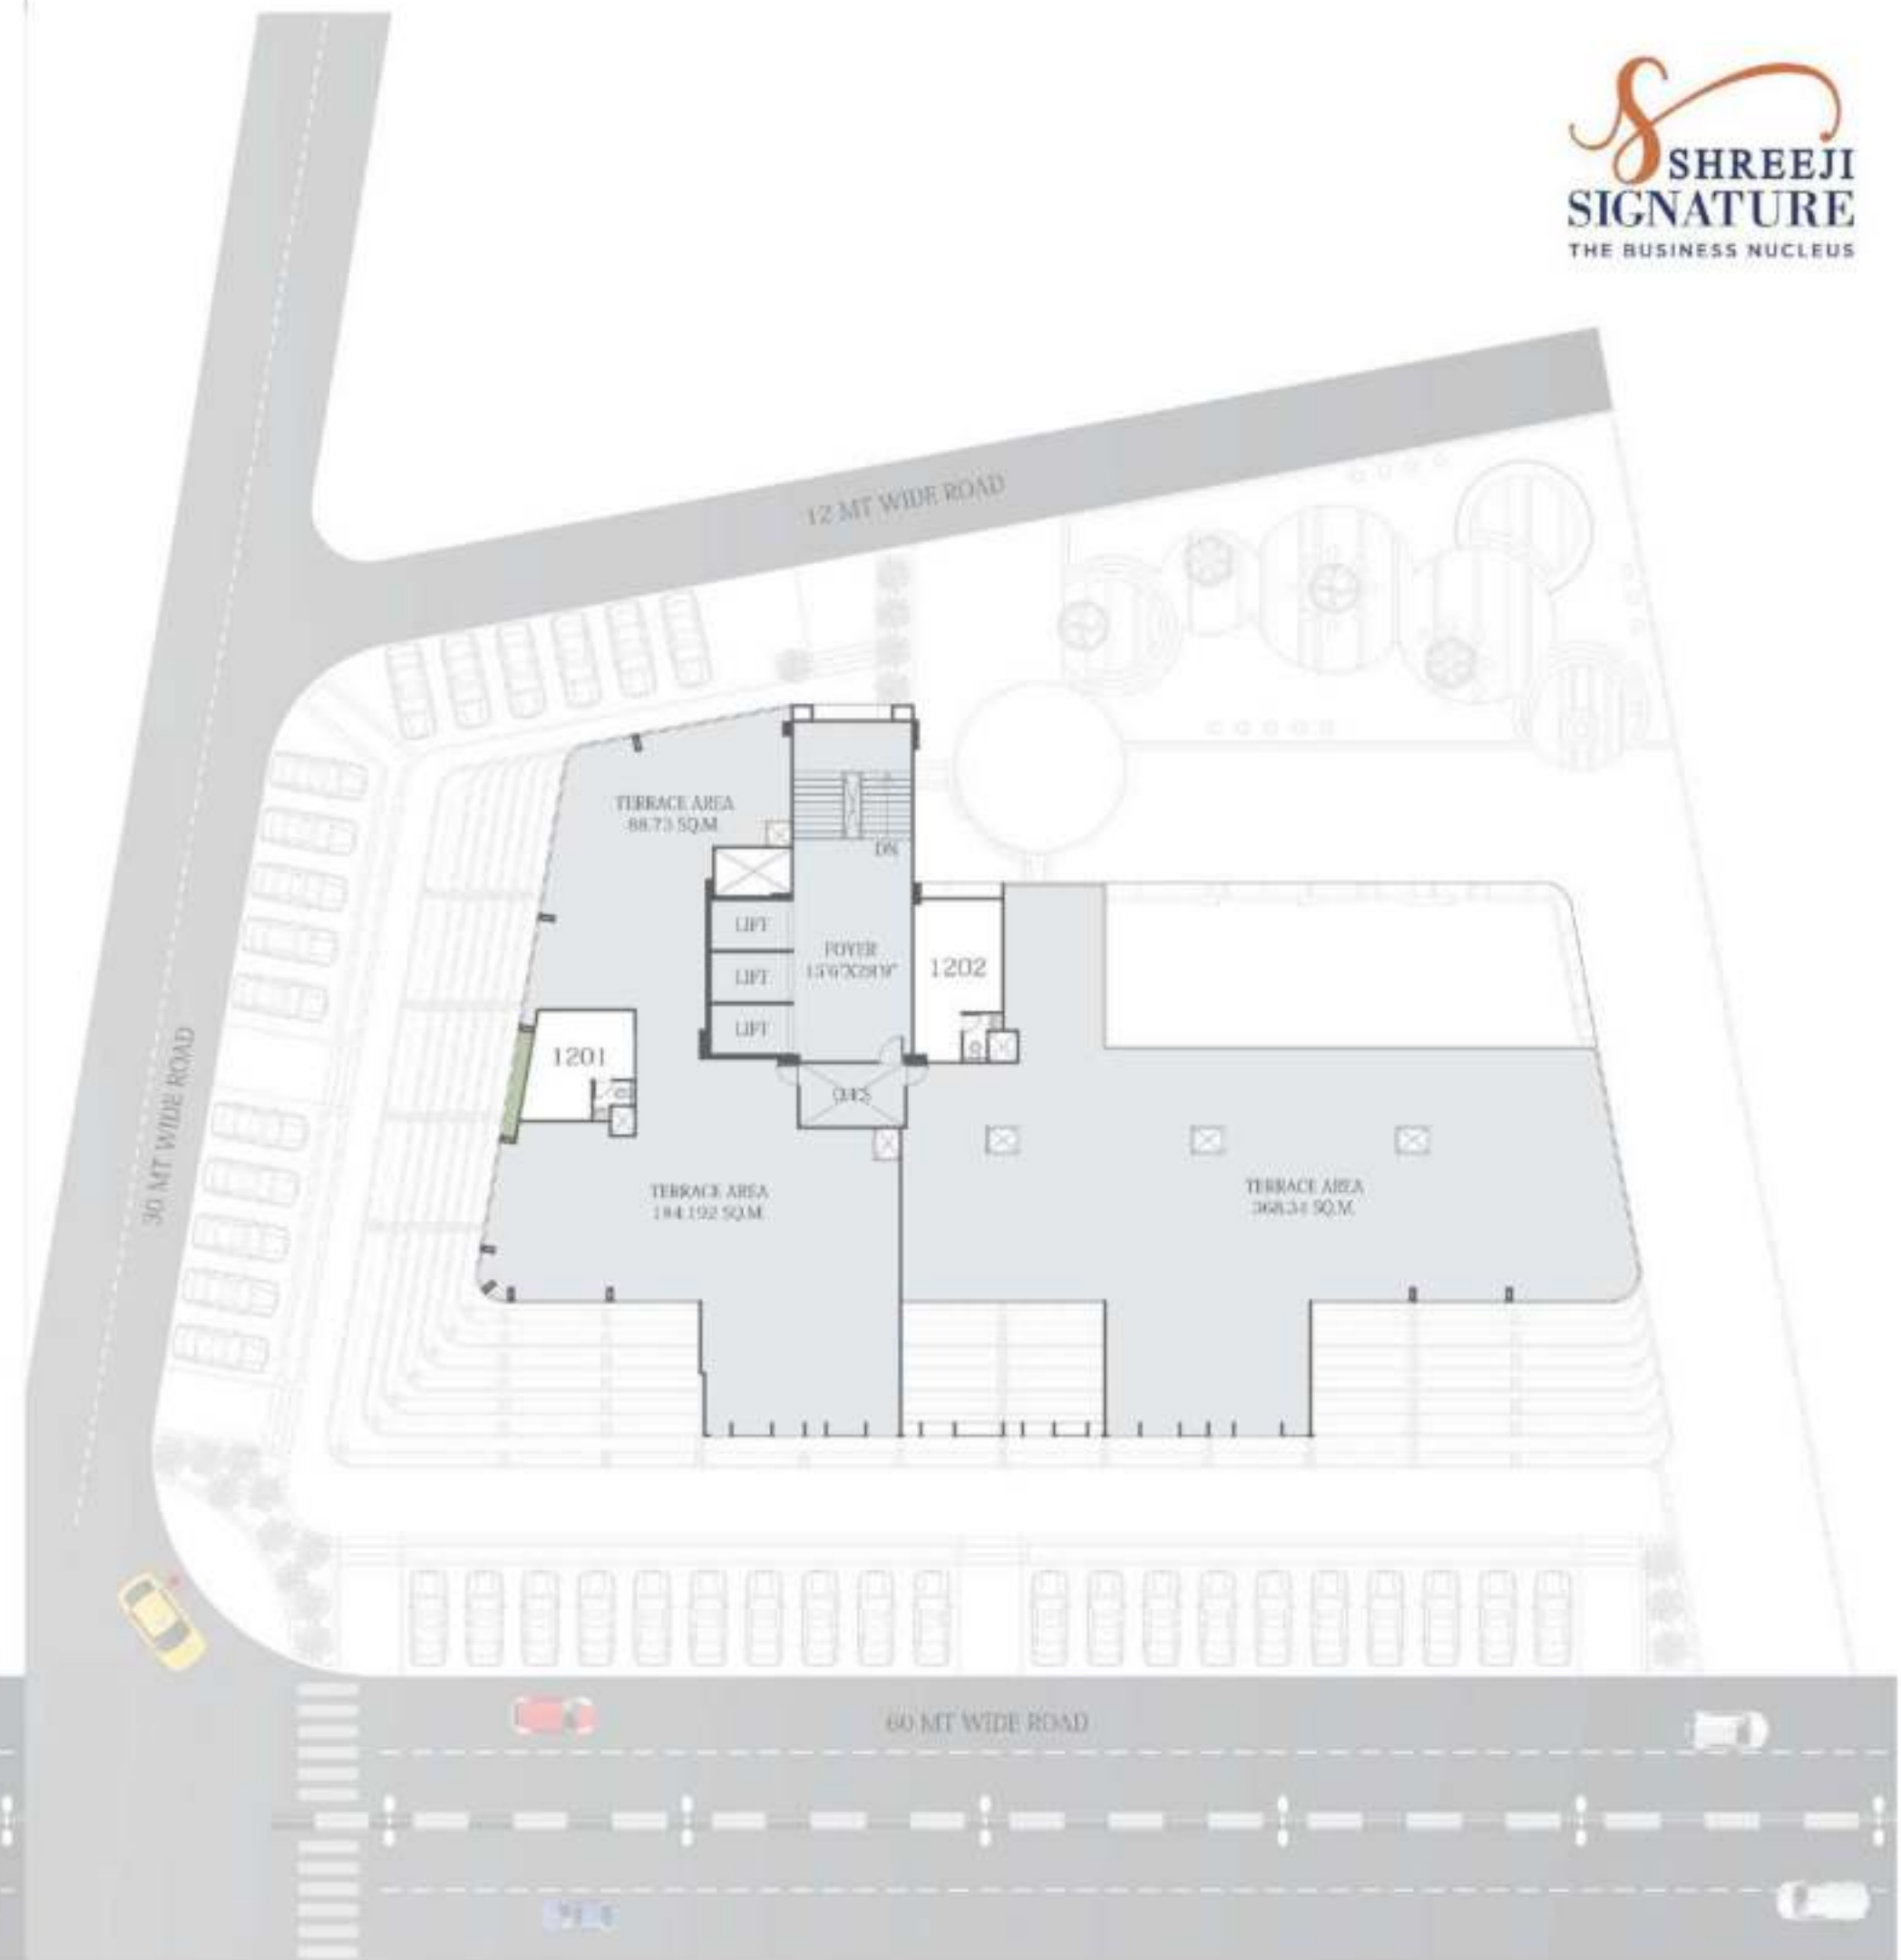 SHREEJI
SIGNATURE
THE BUSINESS NUCLEUS
12 MT WIDE ROAD
TERRACE AREA
88.73 SQ.M.
DN
LIFT
FOYER
LIFT
1202
LIFT
1201
O.T.S
30 MT WIDE ROAD
TERRACE AREA
184.192 SQ.M.
TERRACE AREA
368.34 SQ.M.
60 MT WIDE ROAD